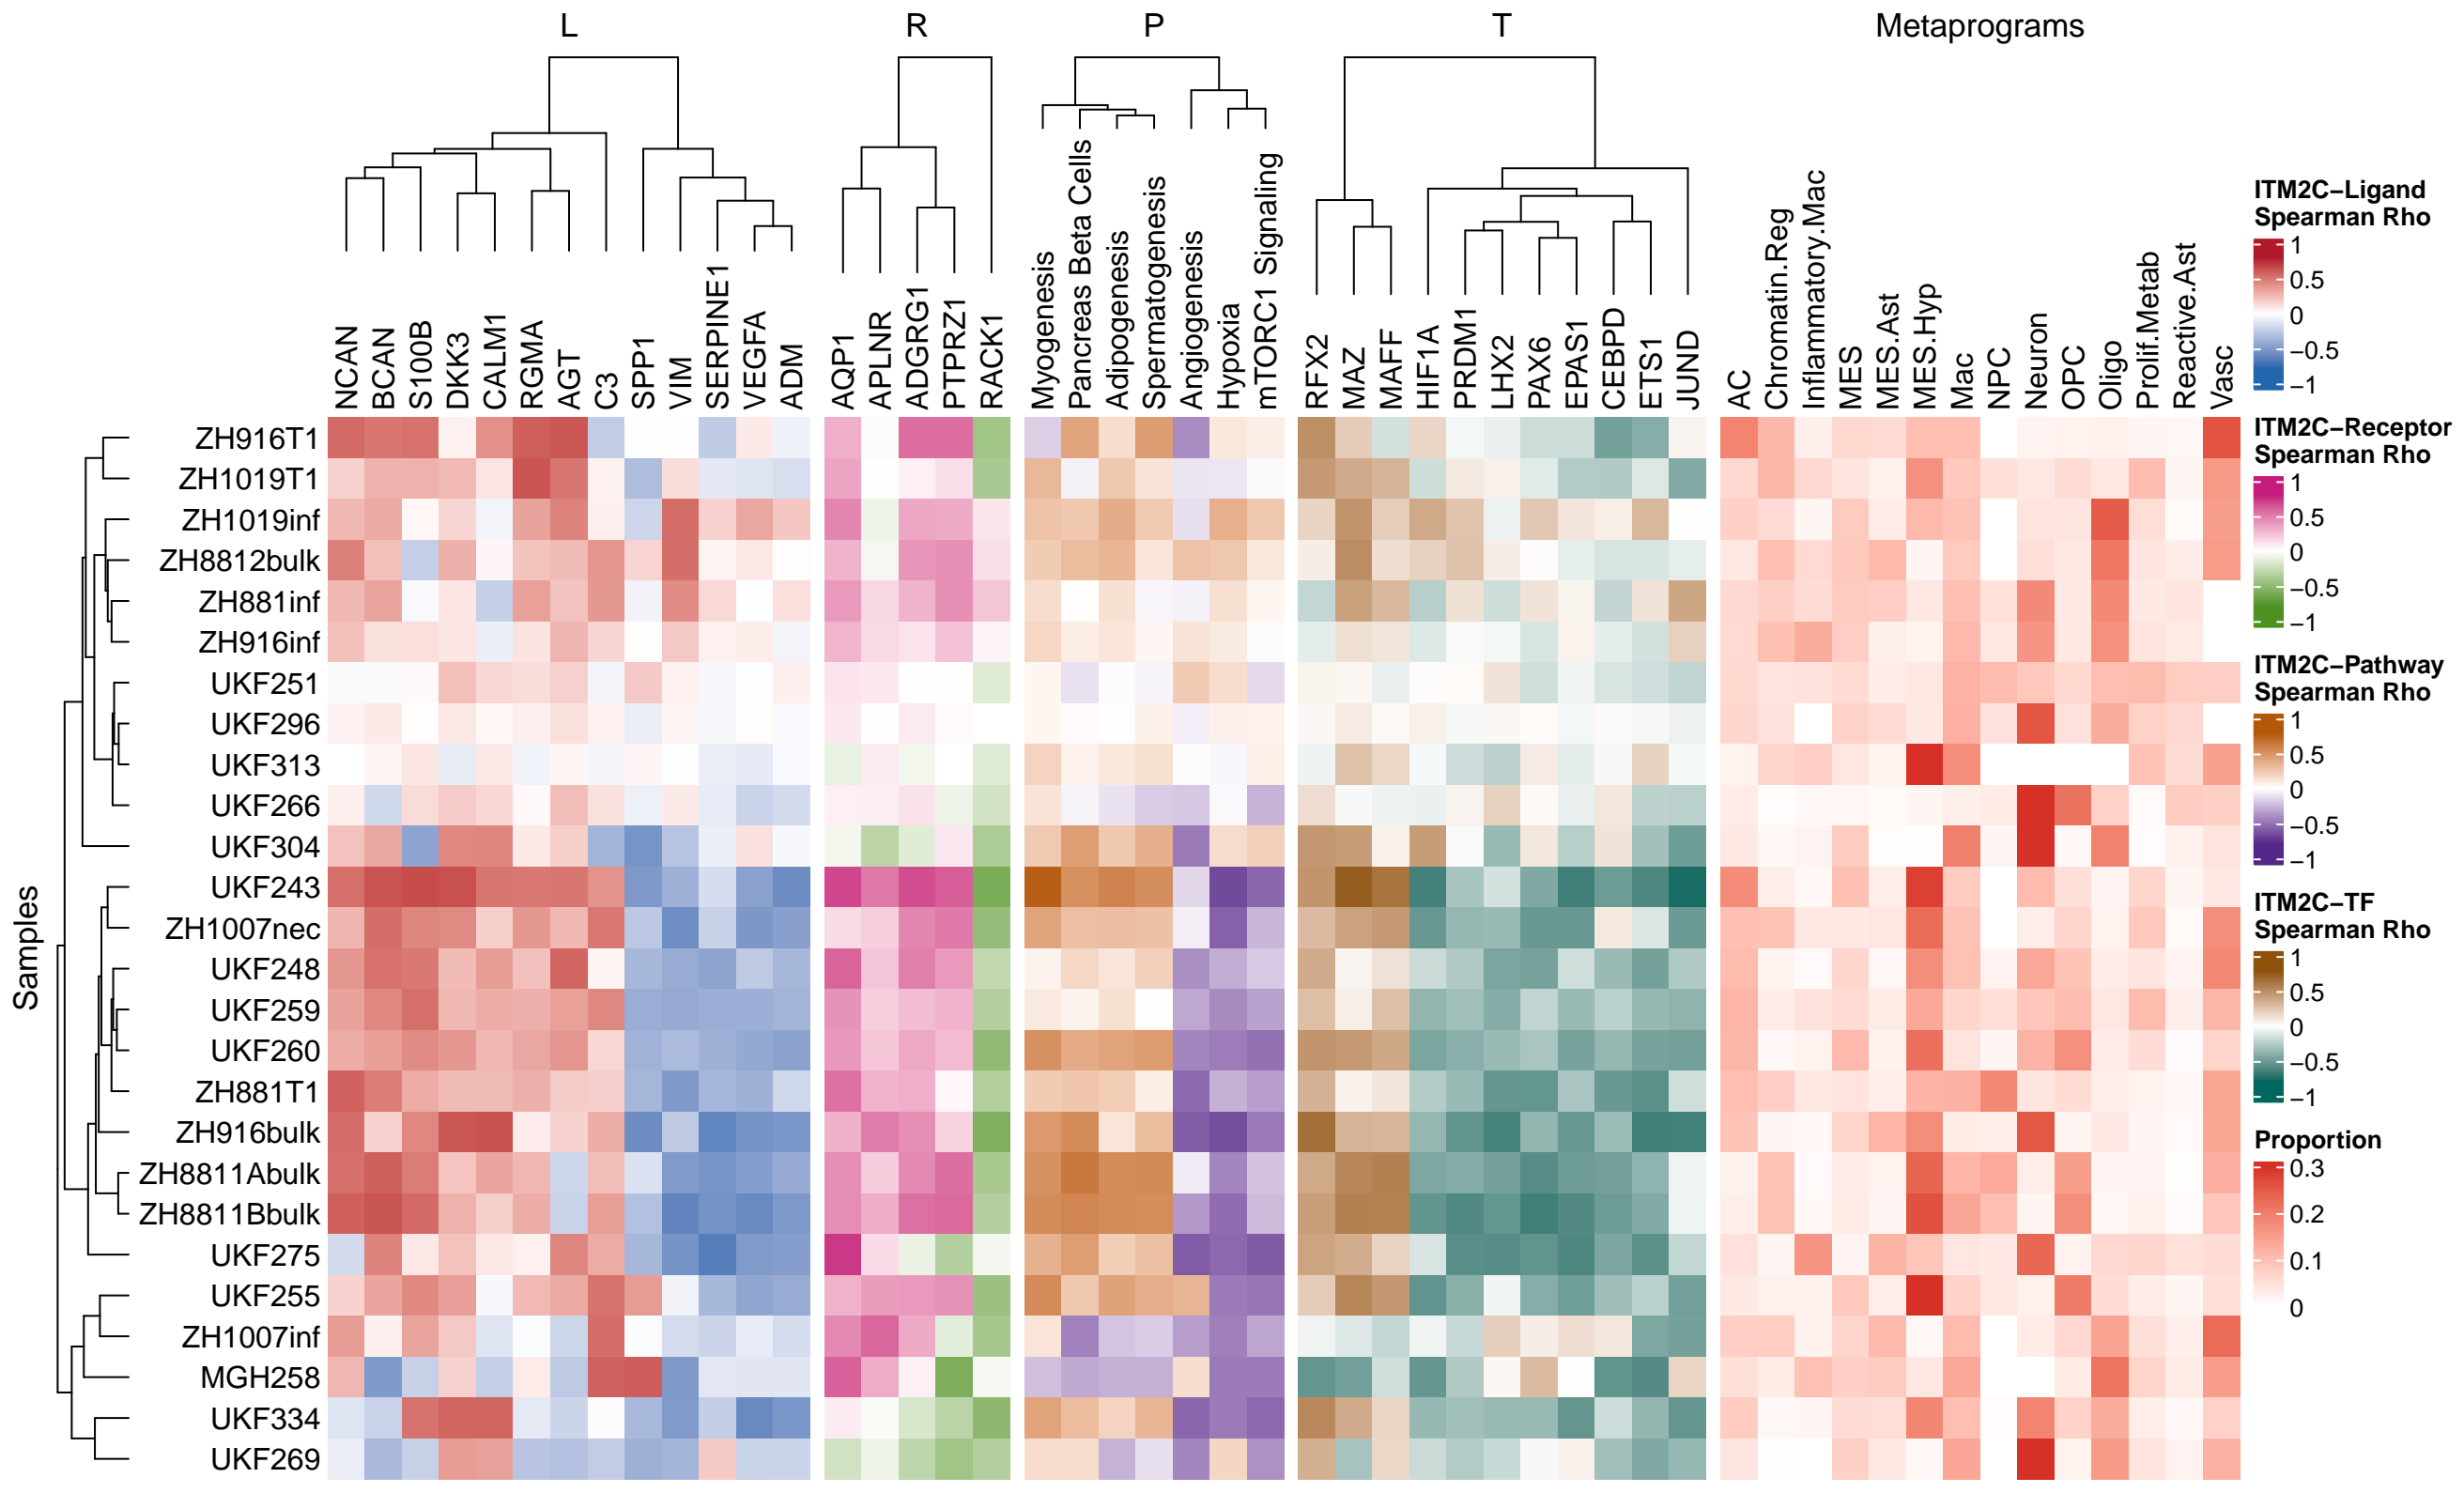 L
R
P
T
Metaprograms
NCAN
BCAN
S100B
DKK3
CALM1
RGMA
AGT
C3
SPP1
VIM
SERPINE1
VEGFA
ADM
AQP1
APLNR
ADGRG1
PTPRZ1
RACK1
Myogenesis
Pancreas Beta Cells
Adipogenesis
Spermatogenesis
Angiogenesis
Hypoxia
mTORC1 Signaling
RFX2
MAZ
MAFF
HIF1A
PRDM1
LHX2
PAX6
EPAS1
CEBPD
ETS1
JUND
AC
Chromatin.Reg
Inflammatory.Mac
MES
MES.Ast
MES.Hyp
Mac
NPC
Neuron
OPC
Oligo
Prolif.Metab
Reactive.Ast
Vasc
Samples
ZH916T1
ZH1019T1
ZH1019inf
ZH8812bulk
ZH881inf
ZH916inf
UKF251
UKF296
UKF313
UKF266
UKF304
UKF243
ZH1007nec
UKF248
UKF259
UKF260
ZH881T1
ZH916bulk
ZH8811Abulk
ZH8811Bbulk
UKF275
UKF255
ZH1007inf
MGH258
UKF334
UKF269
ITM2C−Ligand
Spearman Rho
1
0.5
0
−0.5
−1
ITM2C−Receptor
Spearman Rho
1
0.5
0
−0.5
−1
ITM2C−Pathway
Spearman Rho
1
0.5
0
−0.5
−1
ITM2C−TF
Spearman Rho
1
0.5
0
−0.5
−1
Proportion
0.3
0.2
0.1
0